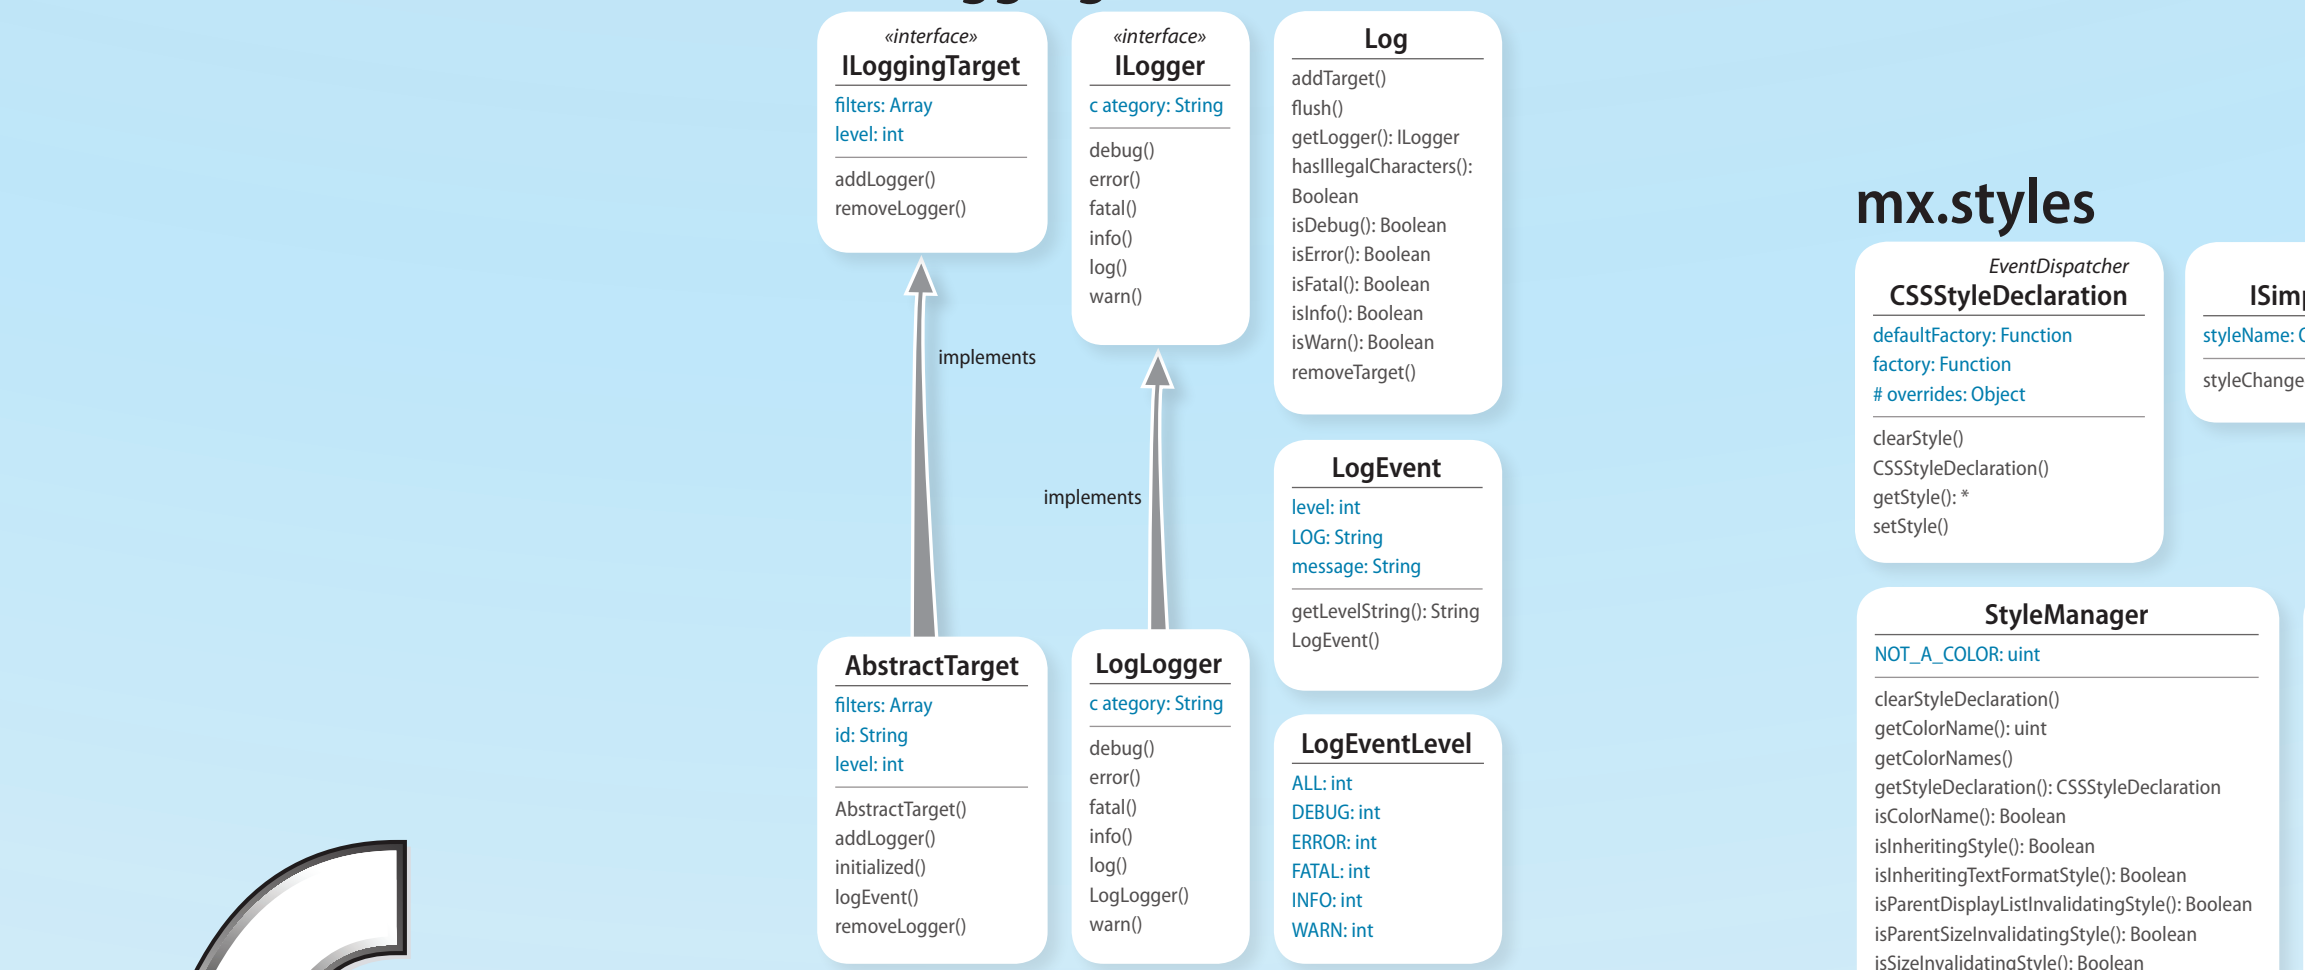 «interface»
ILoggingTarget
filters: Array
level: int
addLogger()
removeLogger()
implements
AbstractTarget
filters: Array
id: String
level: int
AbstractTarget()
addLogger()
initialized()
logEvent()
removeLogger()
«interface»
ILogger
c ategory: String
debug()
error()
fatal()
info()
log()
warn()
implements
LogLogger
c ategory: String
debug()
error()
fatal()
info()
log()
LogLogger()
warn()
Log
addTarget()
flush()
getLogger(): ILogger
hasIllegalCharacters():
Boolean
isDebug(): Boolean
isError(): Boolean
isFatal(): Boolean
isInfo(): Boolean
isWarn(): Boolean
removeTarget()
LogEvent
level: int
LOG: String
message: String
getLevelString(): String
LogEvent()
LogEventLevel
ALL: int
DEBUG: int
ERROR: int
FATAL: int
INFO: int
WARN: int
mx.styles
EventDispatcher
CSSStyleDeclaration
defaultFactory: Function
factory: Function
# overrides: Object
clearStyle()
CSSStyleDeclaration()
getStyle(): *
setStyle()
styleName:
styleChange
StyleManager
NOT_A_COLOR: uint
clearStyleDeclaration()
getColorName(): uint
getColorNames()
getStyleDeclaration(): CSSStyleDeclaration
isColorName(): Boolean
isInheritingStyle(): Boolean
isInheritingTextFormatStyle(): Boolean
isParentDisplayListInvalidatingStyle(): Boolean
isParentSizeInvalidatingStyle(): Boolean
isSizeInvalidatingStyle(): Boolean